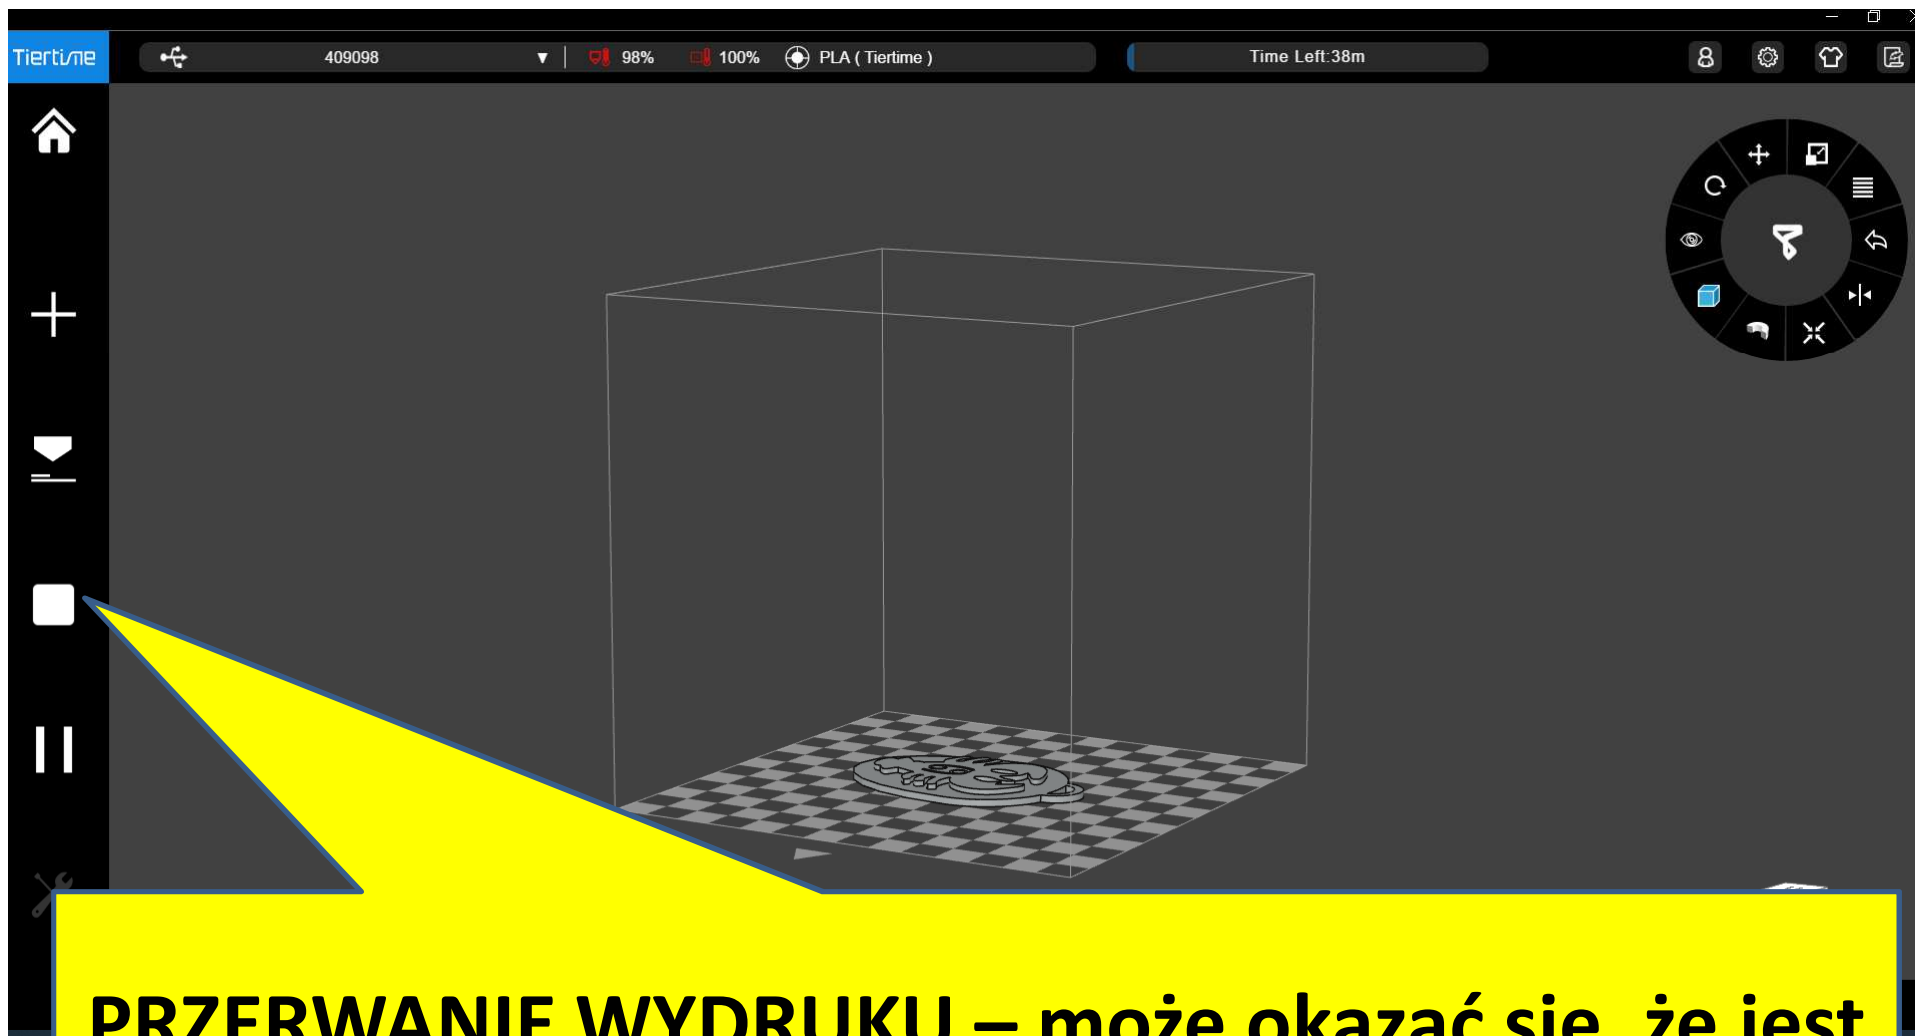 Tiertime 409098 98% 100% PLA ( Tiertime ) Time Left:38m
PRZERWANIE WYDRUKU – może okazać się, że jest